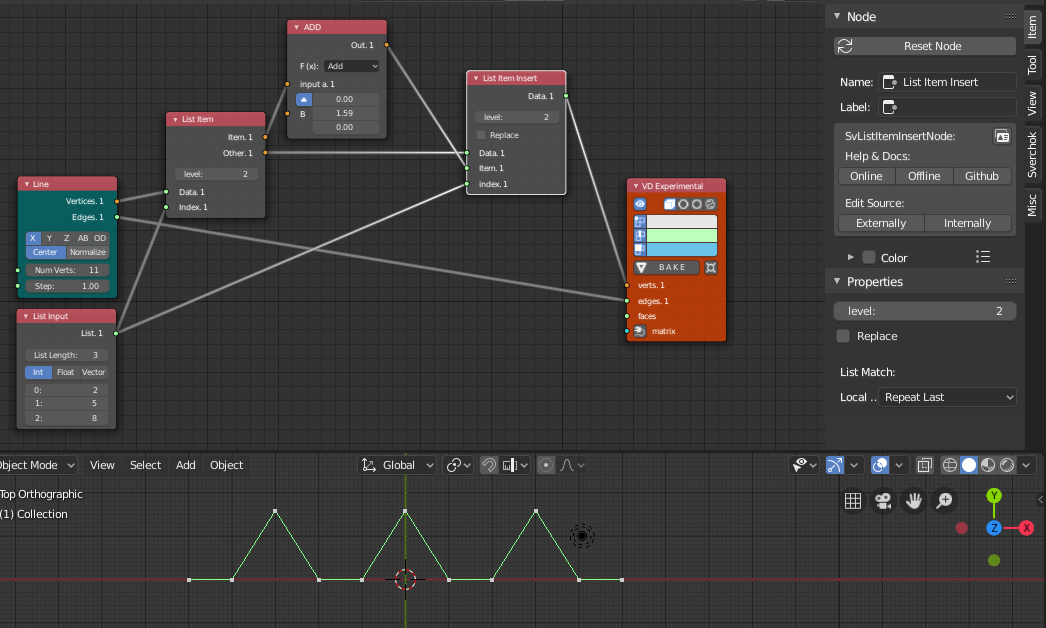 ADD
Out. 1
F (x): Add
input a. 1
0.00
B 1.59
0.00
List Item
Item. 1
Other. 1
level: 2
Data. 1
Index. 1
Line
Vertices. 1
Edges. 1
X Y Z AB OD
Center Normalize
Num Verts: 11
Step: 1.00
List Input
List. 1
List Length: 3
Int Float Vector
0: 2
1: 5
2: 8
List Item Insert
Data. 1
level: 2
Replace
Data. 1
Item. 1
index. 1
VD Experimental
BAKE
verts. 1
edges. 1
faces
matrix
Node
Reset Node
Name: List Item Insert
Label:
SvListItemInsertNode:
Help & Docs:
Online Offline Github
Edit Source:
Externally Internally
Color
Properties
level: 2
Replace
List Match:
Local .. Repeat Last
Item
Tool
View
Sverchok
Misc
bject Mode View Select Add Object
Global
Top Orthographic
(1) Collection
Y
Z X